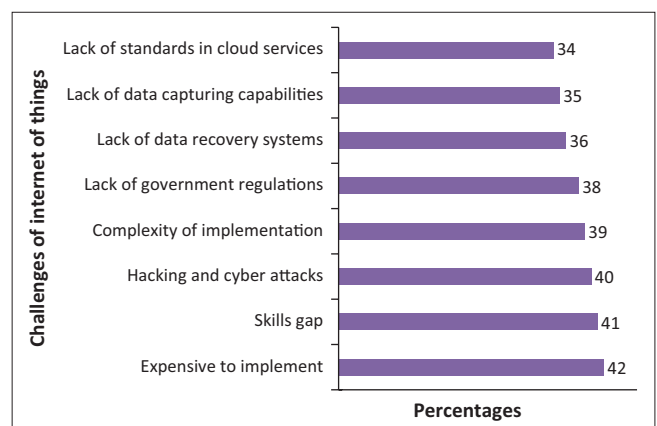 Challenges of internet of things
Lack of standards in cloud services 34
Lack of data capturing capabilities 35
Lack of data recovery systems 36
Lack of government regulations 38
Complexity of implementation 39
Hacking and cyber attacks 40
Skills gap 41
Expensive to implement 42
Percentages